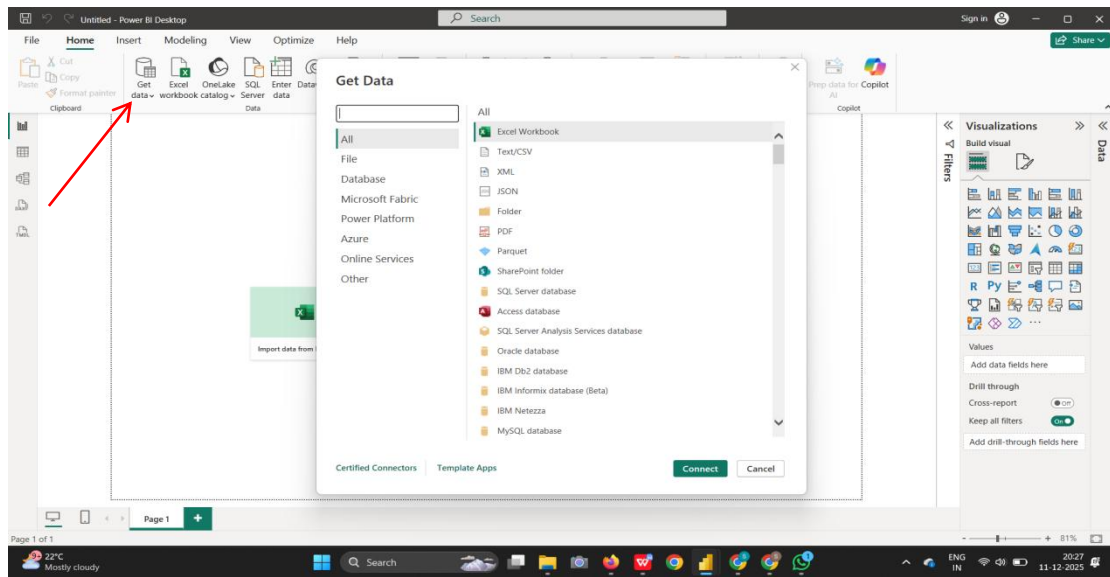 Untitled - Power BI Desktop
Search
Sign in
File Home Insert Modeling View Optimize Help
Share
Paste
Cut
Copy
Format painter
Clipboard
Get data
Excel workbook
OneLake catalog
SQL Server
Enter data
Data
Prep data for AI
Copilot
Copilot
Get Data
All
File
Database
Microsoft Fabric
Power Platform
Azure
Online Services
Other
All
Excel Workbook
Text/CSV
XML
JSON
Folder
PDF
Parquet
SharePoint folder
SQL Server database
Access database
SQL Server Analysis Services database
Oracle database
IBM Db2 database
IBM Informix database (Beta)
IBM Netezza
MySQL database
Certified Connectors
Template Apps
Connect
Cancel
Import data from
Filters
Visualizations
Build visual
R Py
Values
Add data fields here
Drill through
Cross-report
Off
Keep all filters
On
Add drill-through fields here
Data
Page 1
Page 1 of 1
81%
9+
22°C
Mostly cloudy
Search
ENG
IN
20:27
11-12-2025